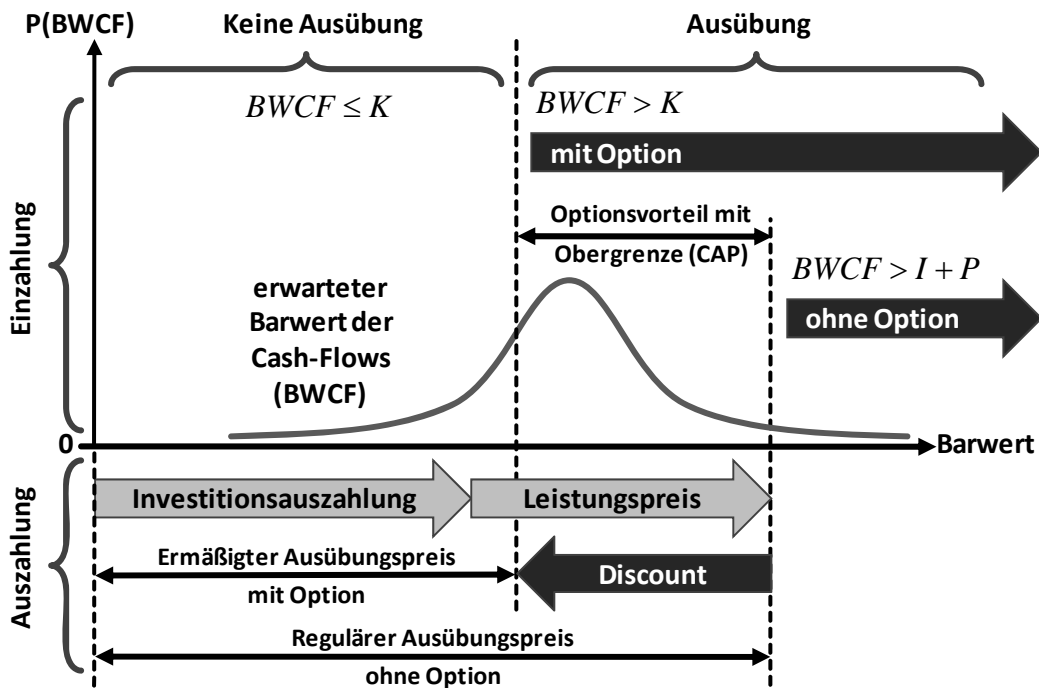 P(BWCF)
Keine Ausübung
Ausübung
BWCF ≤ K
BWCF > K
mit Option
Einzahlung
Optionsvorteil mit
Obergrenze (CAP)
BWCF > I + P
ohne Option
erwarteter
Barwert der
Cash-Flows
(BWCF)
0
Barwert
Auszahlung
Investitionsauszahlung
Leistungspreis
Ermäßigter Ausübungspreis
mit Option
Discount
Regulärer Ausübungspreis
ohne Option